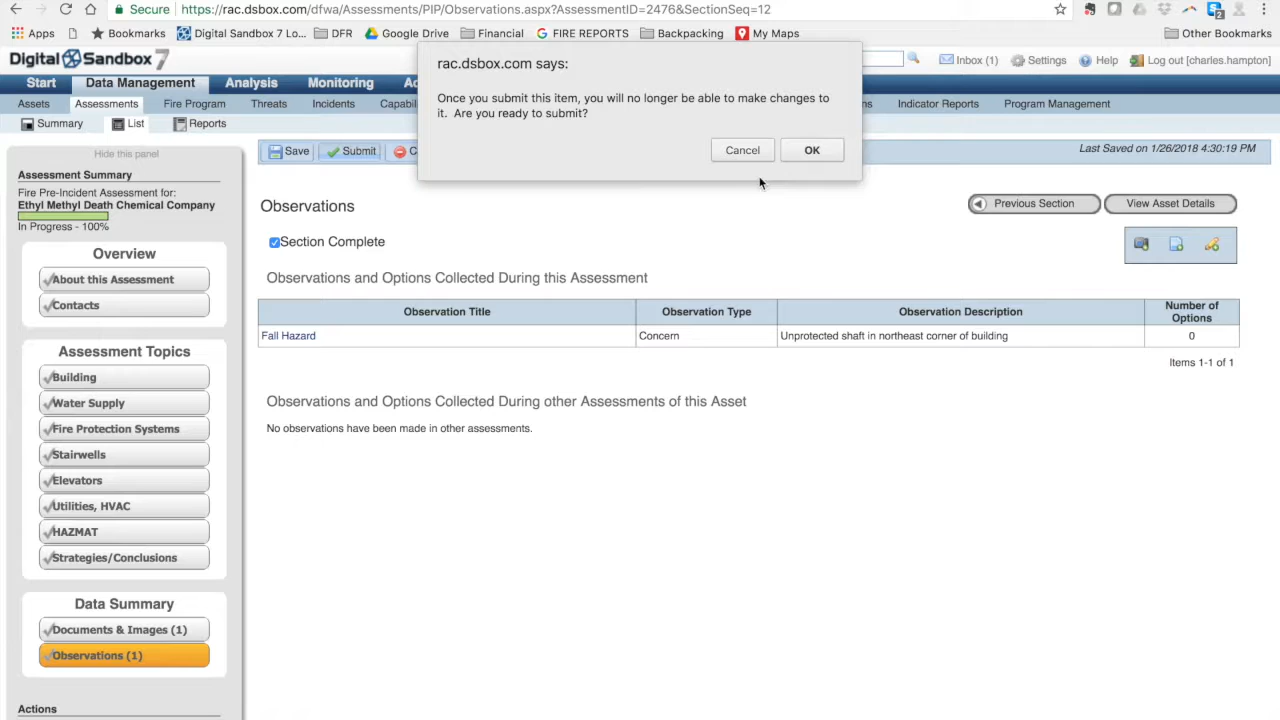 Secure https://rac.dsbox.com/dfwa/Assessments/PIP/Observations.aspx?AssessmentID=2476&SectionSeq=12
Apps Bookmarks Digital Sandbox 7 Lo... Google Drive Financial DFR FIRE REPORTS Backpacking My Maps Other Bookmarks
Digital Sandbox 7
Inbox (1) Settings Help Log out [charles.hampton]
Start Data Management Analysis Monitoring
Assets Assessments Fire Program Threats Incidents Indicator Reports Program Management
Summary List Reports
rac.dsbox.com says:
Once you submit this item, you will no longer be able to make changes to
it. Are you ready to submit?
Cancel OK
Hide this panel
Assessment Summary
Fire Pre-Incident Assessment for:
Ethyl Methyl Death Chemical Company
In Progress - 100%
Overview
About this Assessment
Contacts
Assessment Topics
Building
Water Supply
Fire Protection Systems
Stairwells
Elevators
Utilities, HVAC
HAZMAT
Strategies/Conclusions
Data Summary
Documents & Images (1)
Observations (1)
Actions
Save Submit
Last Saved on 1/26/2018 4:30:19 PM
Observations
Previous Section View Asset Details
Section Complete
Observations and Options Collected During this Assessment
Observation Title Observation Type Observation Description Number of
Options
Fall Hazard Concern Unprotected shaft in northeast corner of building 0
Items 1-1 of 1
Observations and Options Collected During other Assessments of this Asset
No observations have been made in other assessments.